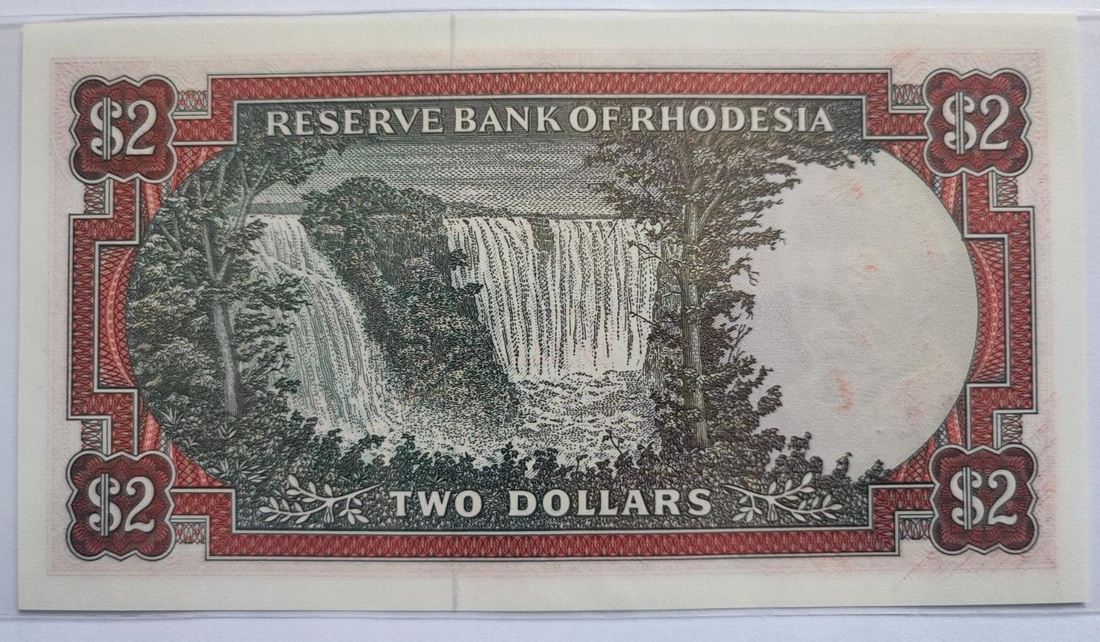 $2 $2
RESERVE BANK OF RHODESIA
$2 TWO DOLLARS $2